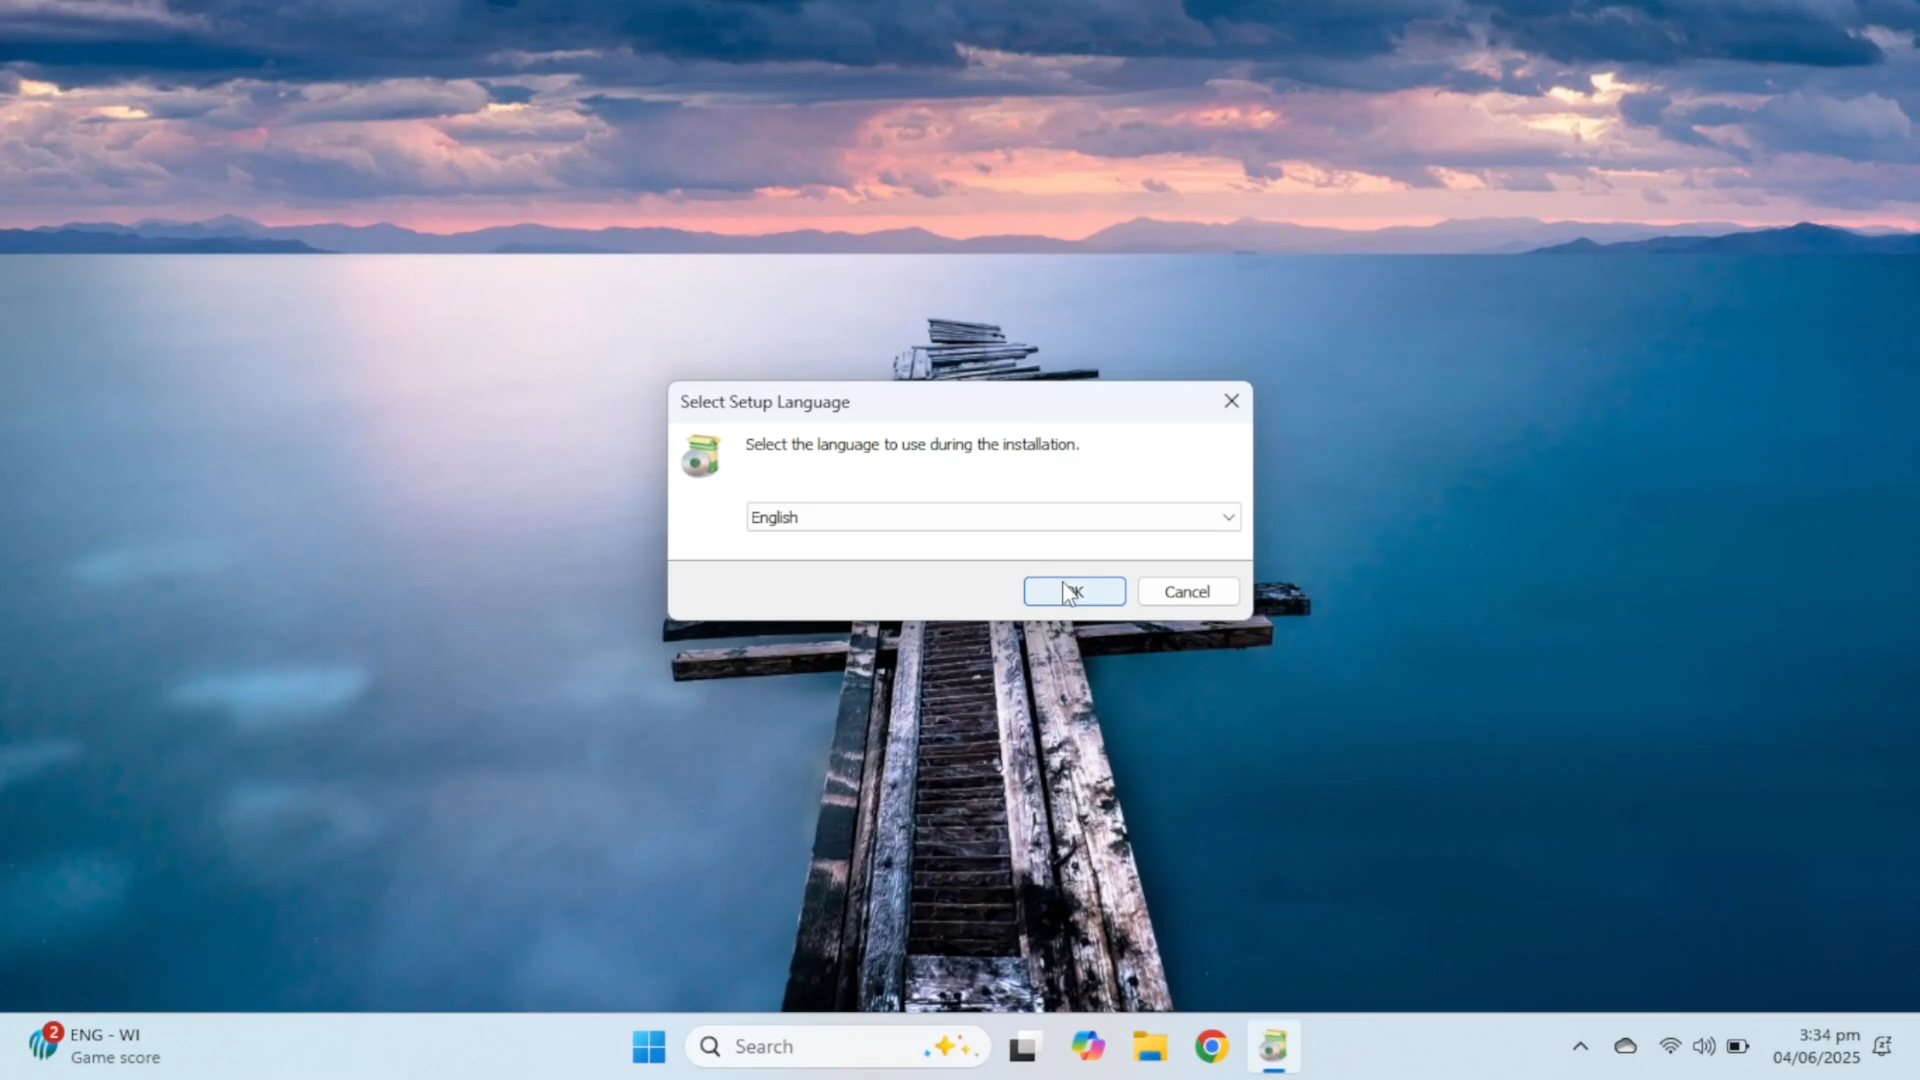 Select Setup Language
Select the language to use during the installation.
English
Cancel
2
ENG - WI
Game score
Search
3:34 pm
04/06/2025